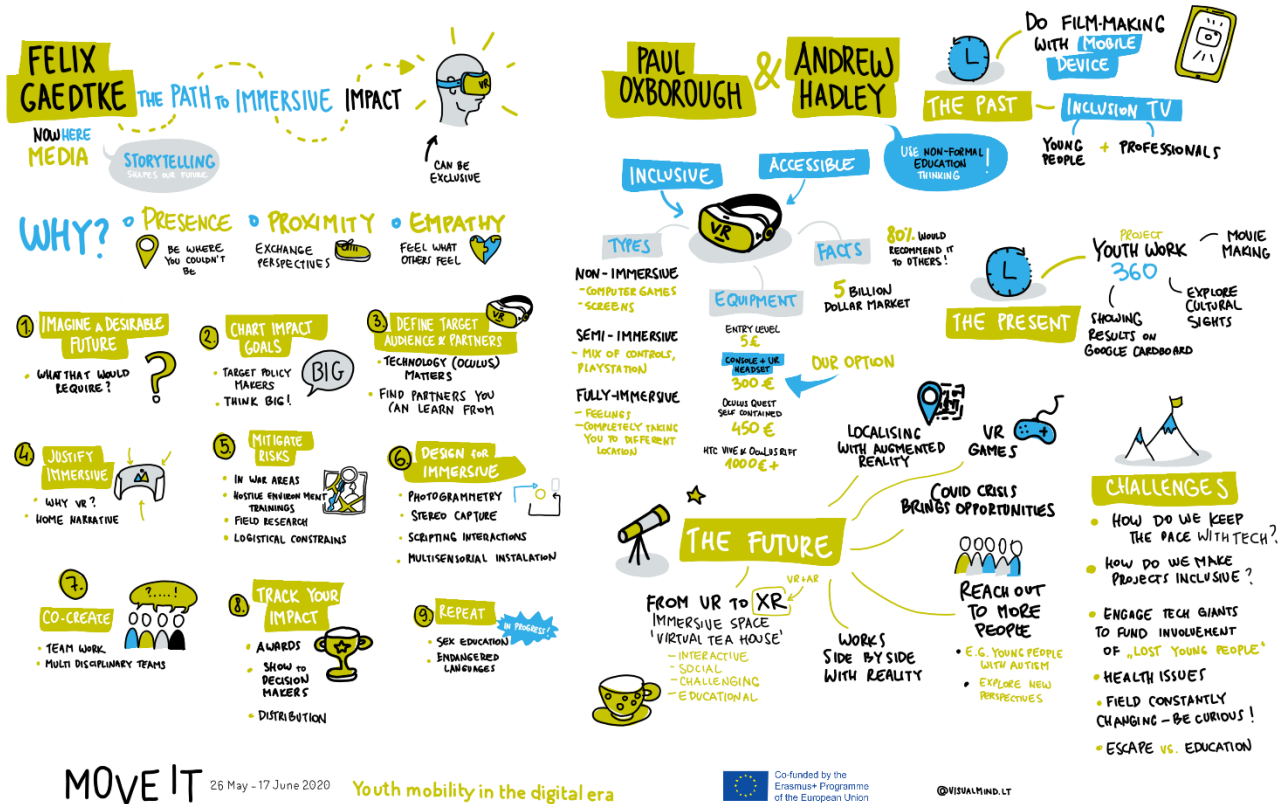 FELIX
GAEDTKE
THE PATH to IMMERSIVE IMPACT
NOWHERE
MEDIA
STORYTELLING
SHAPES OUR FUTURE
VR
CAN BE
EXCLUSIVE
WHY?
PRESENCE
BE WHERE
YOU COULDN'T
BE
PROXIMITY
EXCHANGE
PERSPECTIVES
EMPATHY
FEEL WHAT
OTHERS FEEL
1. IMAGINE A DESIRABLE
FUTURE
• WHAT THAT WOULD
REQUIRE?
2. CHART IMPACT
GOALS
• TARGET POLICY
MAKERS
• THINK BIG!
BIG
3. DEFINE TARGET
AUDIENCE & PARTNERS
VR
• TECHNOLOGY (OCULUS)
MATTERS
• FIND PARTNERS YOU
CAN LEARN FROM
4. JUSTIFY
IMMERSIVE
• WHY VR?
• HOME NARRATIVE
5. MITIGATE
RISKS
• IN WAR AREAS
• HOSTILE ENVIRONMENT
TRAININGS
• FIELD RESEARCH
• LOGISTICAL CONSTRAINS
6. DESIGN for
IMMERSIVE
• PHOTOGRAMMETRY
• STEREO CAPTURE
• SCRIPTING INTERACTIONS
• MULTISENSORIAL INSTALATION
7.
CO-CREATE
?.....!
• TEAM WORK
• MULTI DISCIPLINARY TEAMS
8. TRACK YOUR
IMPACT
• AWARDS
• SHOW TO
DECISION
MAKERS
• DISTRIBUTION
9. REPEAT
IN PROGRESS!
• SEX EDUCATION
• ENDANGERED
LANGUAGES
PAUL
OXBOROUGH
&
ANDREW
HADLEY
USE NON-FORMAL
EDUCATION
THINKING!
INCLUSIVE
ACCESSIBLE
VR
TYPES
NON-IMMERSIVE
- COMPUTER GAMES
- SCREENS
SEMI-IMMERSIVE
- MIX OF CONTROLS,
PLAYSTATION
FULLY-IMMERSIVE
- FEELINGS
- COMPLETELY TAKING
YOU TO DIFFERENT
LOCATION
EQUIPMENT
ENTRY LEVEL
5£
CONSOLE + VR
HEADSET
300 €
OUR OPTION
OCULUS QUEST
SELF CONTAINED
450 €
HTC VIVE & OCULUS RIFT
1000 € +
FACTS
80% WOULD
RECOMMEND IT
TO OTHERS!
5 BILLION
DOLLAR MARKET
THE PAST
DO FILM-MAKING
WITH MOBILE
DEVICE
INCLUSION TV
YOUNG
PEOPLE + PROFESSIONALS
THE PRESENT
PROJECT
YOUTH WORK
360
MOVIE
MAKING
EXPLORE
CULTURAL
SIGHTS
SHOWING
RESULTS ON
GOOGLE CARDBOARD
THE FUTURE
LOCALISING
WITH AUGMENTED
REALITY
VR
GAMES
COVID CRISIS
BRINGS OPPORTUNITIES
REACH OUT
TO MORE
PEOPLE
• E.G. YOUNG PEOPLE
WITH AUTISM
• EXPLORE NEW
PERSPECTIVES
WORKS
SIDE BY SIDE
WITH REALITY
VR+AR
FROM VR TO XR
IMMERSIVE SPACE
'VIRTUAL TEA HOUSE'
- INTERACTIVE
- SOCIAL
- CHALLENGING
- EDUCATIONAL
CHALLENGES
• HOW DO WE KEEP
THE PACE WITH TECH?
• HOW DO WE MAKE
PROJECTS INCLUSIVE?
• ENGAGE TECH GIANTS
TO FUND INVOLVEMENT
OF „LOST YOUNG PEOPLE"
• HEALTH ISSUES
• FIELD CONSTANTLY
CHANGING - BE CURIOUS!
• ESCAPE VS. EDUCATION
MOVE IT 26 May - 17 June 2020 Youth mobility in the digital era
Co-funded by the
Erasmus+ Programme
of the European Union
@VISUALMIND.LT